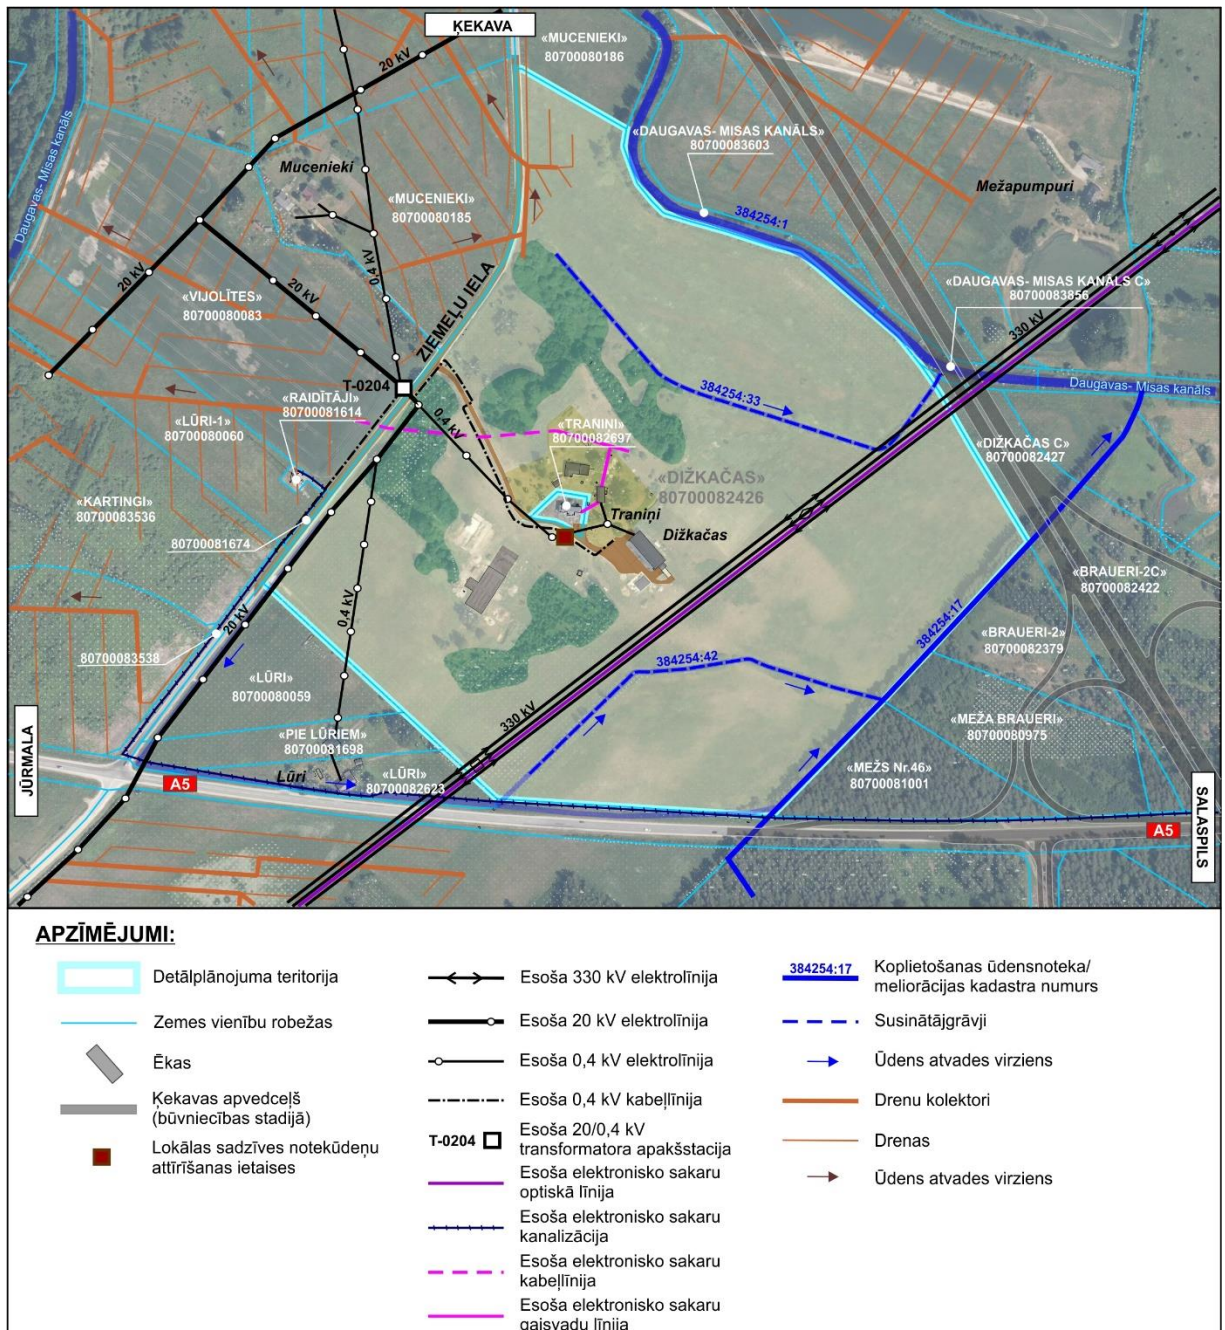 ĶEKAVA
«MUCENIEKI»
80700080186
20 kV
«DAUGAVAS- MISAS KANĀLS»
80700083603
Daugavas- Misas kanāls
Mucenieki
«MUCENIEKI»
80700080185
Mežapumpuri
384254:1
0,4 kV
20 kV
20 kV
«VIJOLĪTES»
80700080083
ZIEMEĻU IELA
«DAUGAVAS- MISAS KANĀLS C»
80700083856
330 kV
T-0204
384254:33
Daugavas- Misas kanāls
«RAIDĪTĀJI»
80700081614
«LŪRI-1»
80700080060
0,4 kV
«TRANINI»
80700082697
«DIŽKAČAS C»
80700082427
«DIŽKAČAS»
80700082426
«KARTINGI»
80700083536
Traniņi
Dižkačas
80700081674
«BRAUERI-2C»
80700082422
0,4 kV
20 kV
384254:17
«BRAUERI-2»
80700082379
80700083538
384254:42
«LŪRI»
80700080059
330 kV
«MEŽA BRAUERI»
80700080975
«PIE LŪRIEM»
80700081698
JŪRMALA
Lūri
«LŪRI»
80700082623
«MEŽS Nr.46»
80700081001
A5
A5
SALASPILS
APZĪMĒJUMI:
Detālplānojuma teritorija
Zemes vienību robežas
Ēkas
Ķekavas apvedceļš
(būvniecības stadijā)
Lokālas sadzīves notekūdeņu
attīrīšanas ietaises
Esoša 330 kV elektrolīnija
Esoša 20 kV elektrolīnija
Esoša 0,4 kV elektrolīnija
Esoša 0,4 kV kabeļlīnija
T-0204
Esoša 20/0,4 kV
transformatora apakšstacija
Esoša elektronisko sakaru
optiskā līnija
Esoša elektronisko sakaru
kanalizācija
Esoša elektronisko sakaru
kabeļlīnija
Esoša elektronisko sakaru
gaisvadu līnija
384254:17
Koplietošanas ūdensnoteka/
meliorācijas kadastra numurs
Susinātājgrāvji
Ūdens atvades virziens
Drenu kolektori
Drenas
Ūdens atvades virziens